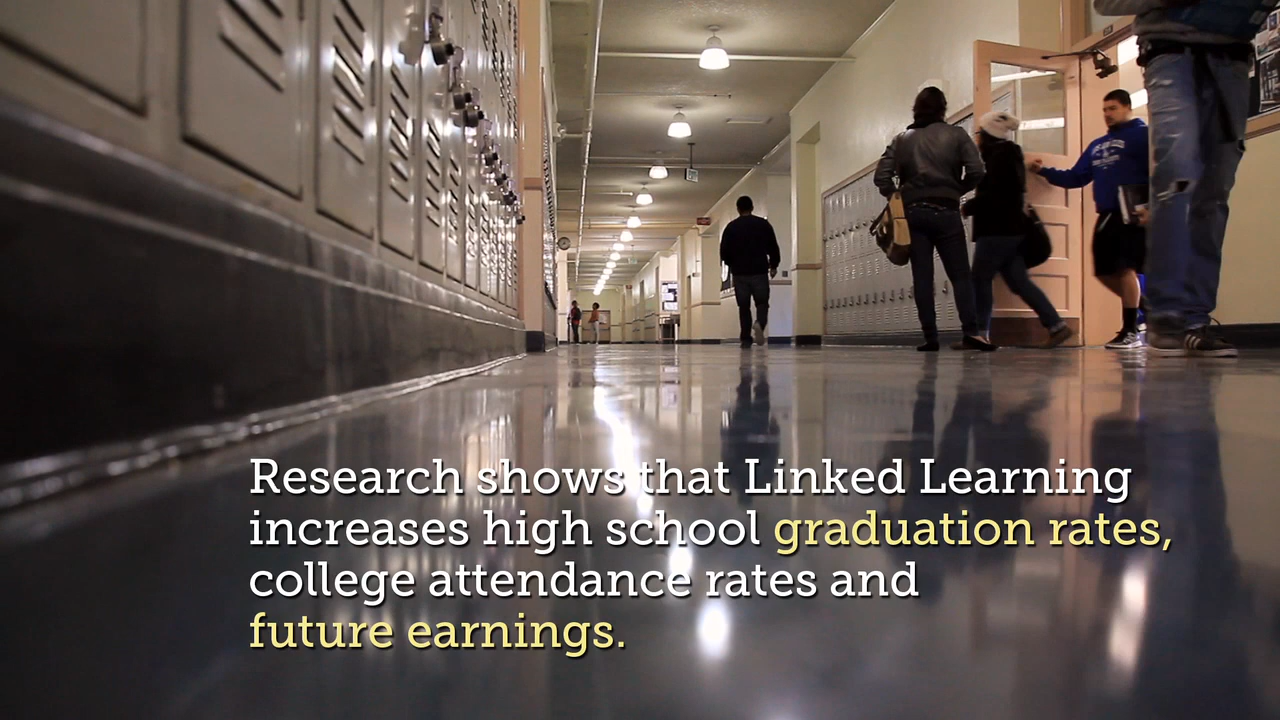 Research shows that Linked Learning
increases high school graduation rates,
college attendance rates and
future earnings.